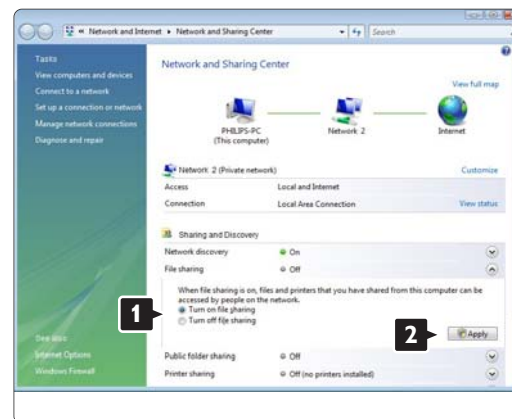 « Network and Inte... ▸ Network and Sharing Center
Search
Tasks
View computers and devices
Connect to a network
Set up a connection or network
Manage network connections
Diagnose and repair
See also
Internet Options
Windows Firewall
Network and Sharing Center
View full map
PHILIPS-PC
(This computer)
Network 2
Internet
Network 2 (Private network)
Customize
Access
Local and Internet
Connection
Local Area Connection
View status
Sharing and Discovery
Network discovery
On
File sharing
Off
When file sharing is on, files and printers that you have shared from this computer can be
accessed by people on the network.
1
Turn on file sharing
Turn off file sharing
2
Apply
Public folder sharing
Off
Printer sharing
Off (no printers installed)